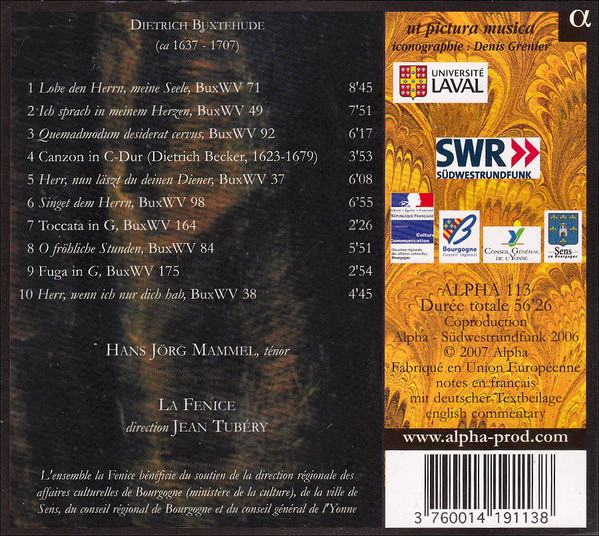 DIETRICH BUXTEHUDE
(ca 1637 - 1707)
1 Lobe den Herrn, meine Seele, BuxWV 71 8'45
2 Ich sprach in meinem Herzen, BuxWV 49 7'51
3 Quemadmodum desiderat cervus, BuxWV 92 6'17
4 Canzon in C-Dur (Dietrich Becker, 1623-1679) 3'53
5 Herr, nun läszt du deinen Diener, BuxWV 37 6'08
6 Singet dem Herrn, BuxWV 98 6'55
7 Toccata in G, BuxWV 164 2'26
8 O fröhliche Stunden, BuxWV 84 5'51
9 Fuga in G, BuxWV 175 2'54
10 Herr, wenn ich nur dich hab, BuxWV 38 4'45
HANS JÖRG MAMMEL, ténor
LA FENICE
direction JEAN TUBÉRY
L'ensemble la Fenice bénéficie du soutien de la direction régionale des
affaires culturelles de Bourgogne (ministère de la culture), de la ville de
Sens, du conseil régional de Bourgogne et du conseil général de l'Yonne
α
ut pictura musica
iconographie : Denis Grenier
UNIVERSITÉ
LAVAL
SWR
SÜDWESTRUNDFUNK
RÉPUBLIQUE FRANÇAISE
Culture
Communication
Bourgogne
Conseil régional
CONSEIL GÉNÉRAL
DE L'YONNE
Sens
en Bourgogne
ALPHA 113
Durée totale 56'26
Coproduction
Alpha - Südwestrundfunk 2006
© 2007 Alpha
Fabriqué en Union Européenne
notes en français
mit deutscher Textbeilage
english commentary
www.alpha-prod.com
3 760014 191138